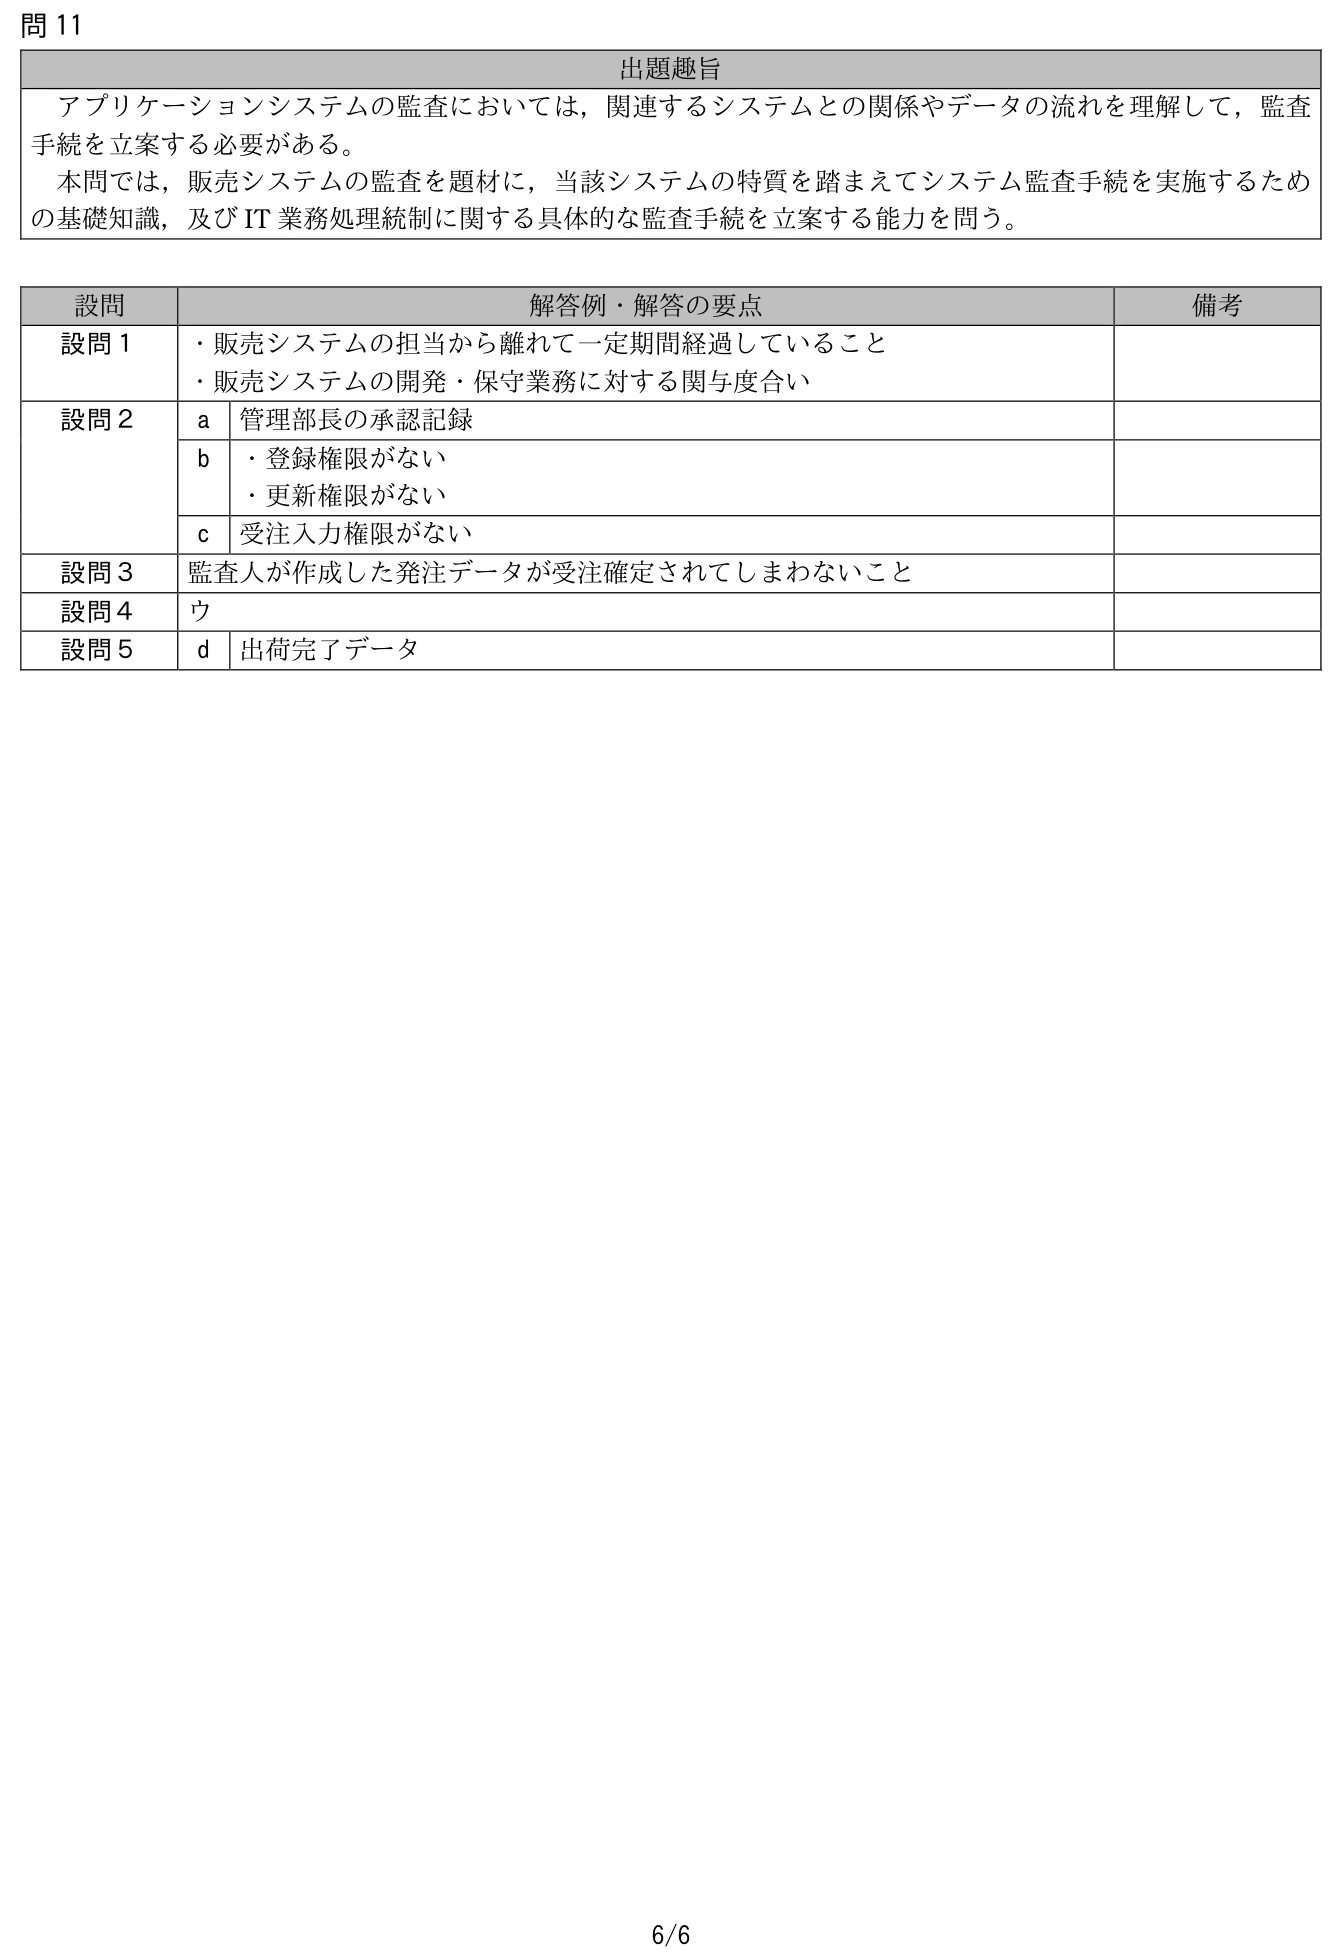 問 11
出題趣旨
　アプリケーションシステムの監査においては，関連するシステムとの関係やデータの流れを理解して，監査
手続を立案する必要がある。
　本問では，販売システムの監査を題材に，当該システムの特質を踏まえてシステム監査手続を実施するため
の基礎知識，及び IT 業務処理統制に関する具体的な監査手続を立案する能力を問う。
設問 解答例・解答の要点 備考
設問１ ・販売システムの担当から離れて一定期間経過していること
・販売システムの開発・保守業務に対する関与度合い
設問２ a 管理部長の承認記録
b ・登録権限がない
・更新権限がない
c 受注入力権限がない
設問３ 監査人が作成した発注データが受注確定されてしまわないこと
設問４ ウ
設問５ d 出荷完了データ
6/6